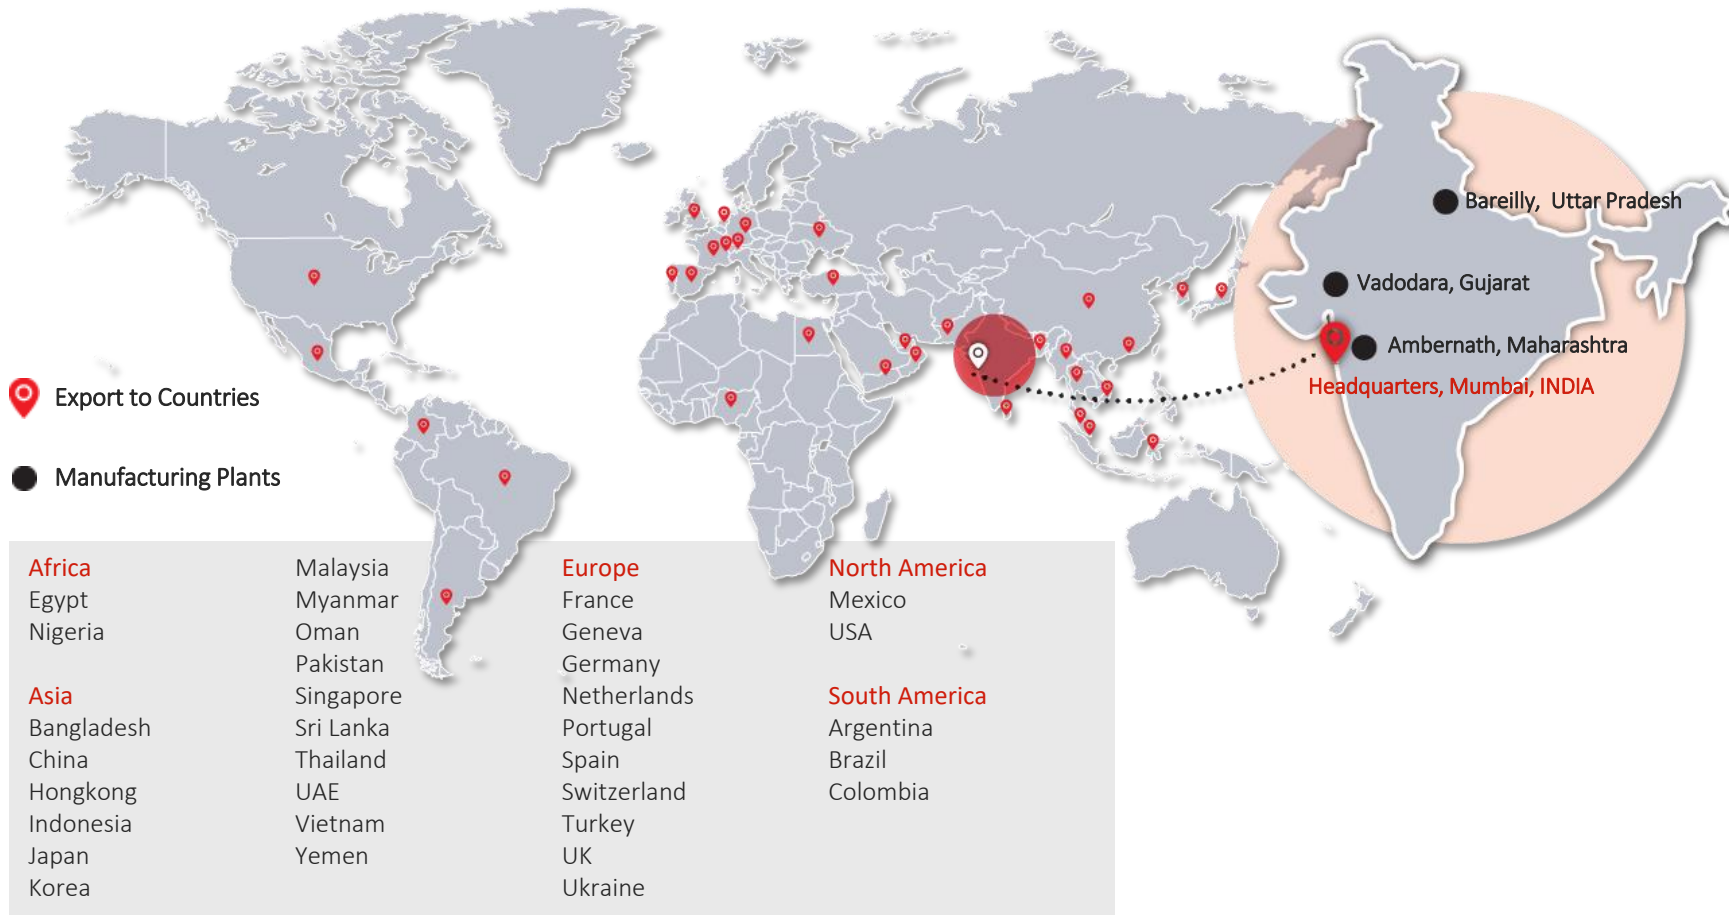 Bareilly, Uttar Pradesh
Vadodara, Gujarat
Ambernath, Maharashtra
Headquarters, Mumbai, INDIA
Export to Countries
Manufacturing Plants
Africa
Egypt
Nigeria
Asia
Bangladesh
China
Hongkong
Indonesia
Japan
Korea
Malaysia
Myanmar
Oman
Pakistan
Singapore
Sri Lanka
Thailand
UAE
Vietnam
Yemen
Europe
France
Geneva
Germany
Netherlands
Portugal
Spain
Switzerland
Turkey
UK
Ukraine
North America
Mexico
USA
South America
Argentina
Brazil
Colombia